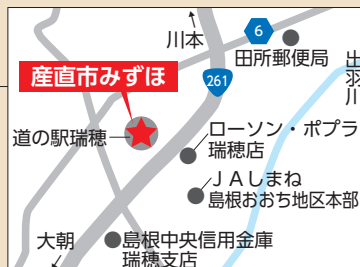 川本
6
田所郵便局
出羽川
261
産直市みずほ
道の駅瑞穂
ローソン・ポプラ
瑞穂店
JAしまね
島根おおち地区本部
大朝
島根中央信用金庫
瑞穂支店